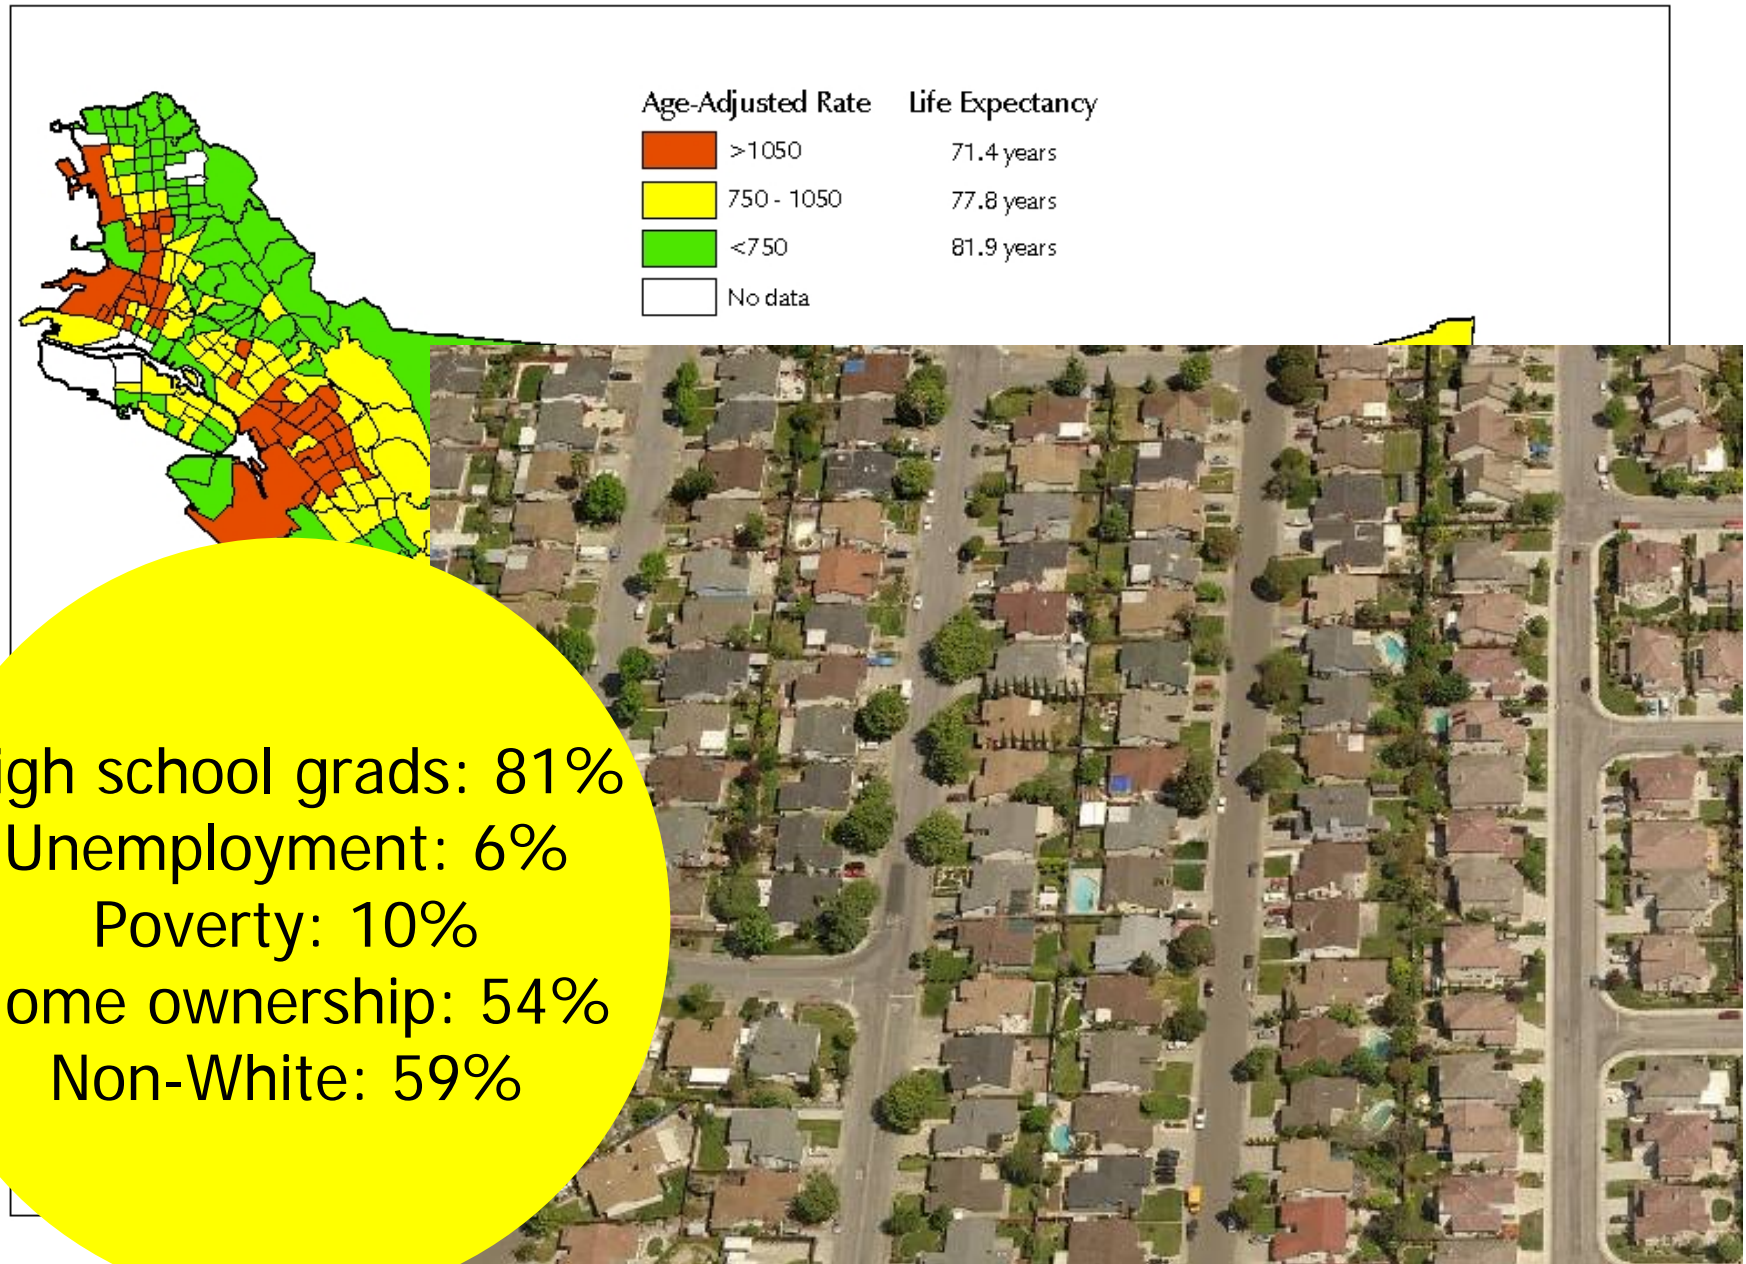 Age-Adjusted Rate Life Expectancy
>1050 71.4 years
750 - 1050 77.8 years
<750 81.9 years
No data
igh school grads: 81%
Unemployment: 6%
Poverty: 10%
ome ownership: 54%
Non-White: 59%